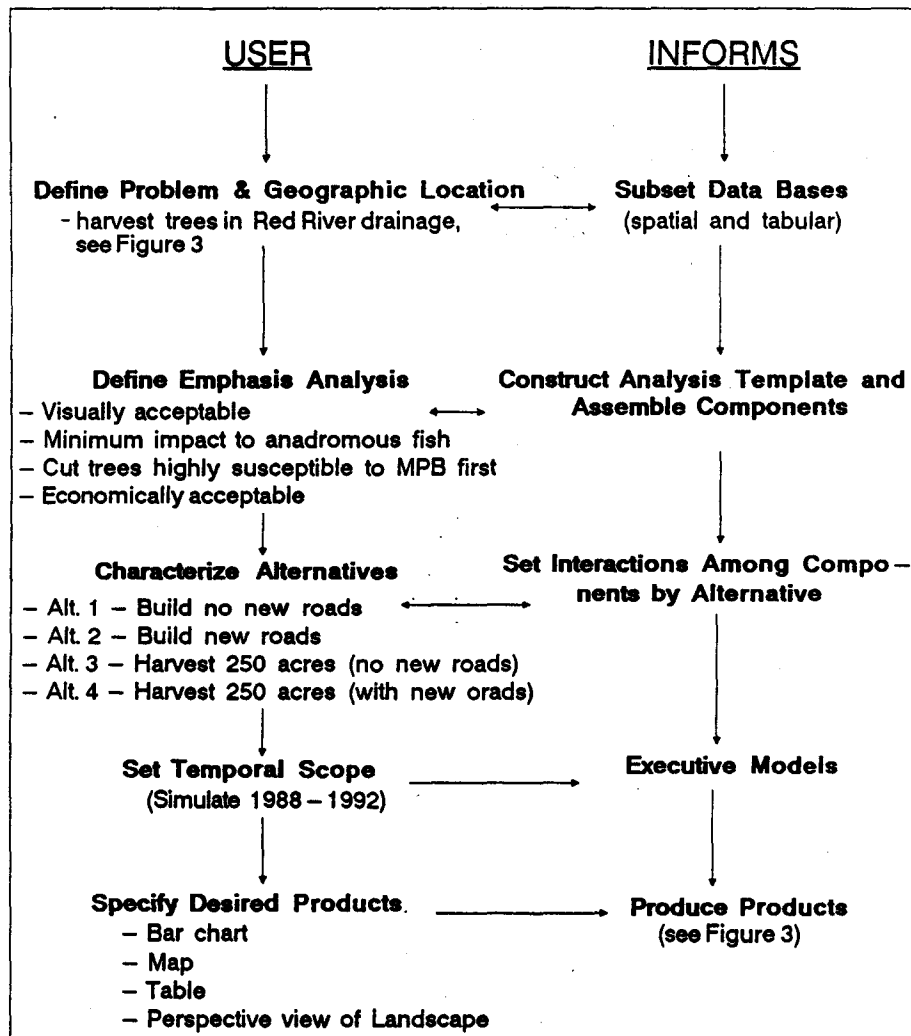 USER
INFORMS
Define Problem & Geographic Location
- harvest trees in Red River drainage,
see Figure 3
Subset Data Bases
(spatial and tabular)
Define Emphasis Analysis
– Visually acceptable
– Minimum impact to anadromous fish
– Cut trees highly susceptible to MPB first
– Economically acceptable
Construct Analysis Template and
Assemble Components
Characterize Alternatives
– Alt. 1 – Build no new roads
– Alt. 2 – Build new roads
– Alt. 3 – Harvest 250 acres (no new roads)
– Alt. 4 – Harvest 250 acres (with new orads)
Set Interactions Among Compo–
nents by Alternative
Set Temporal Scope
(Simulate 1988 – 1992)
Executive Models
Specify Desired Products
– Bar chart
– Map
– Table
– Perspective view of Landscape
Produce Products
(see Figure 3)